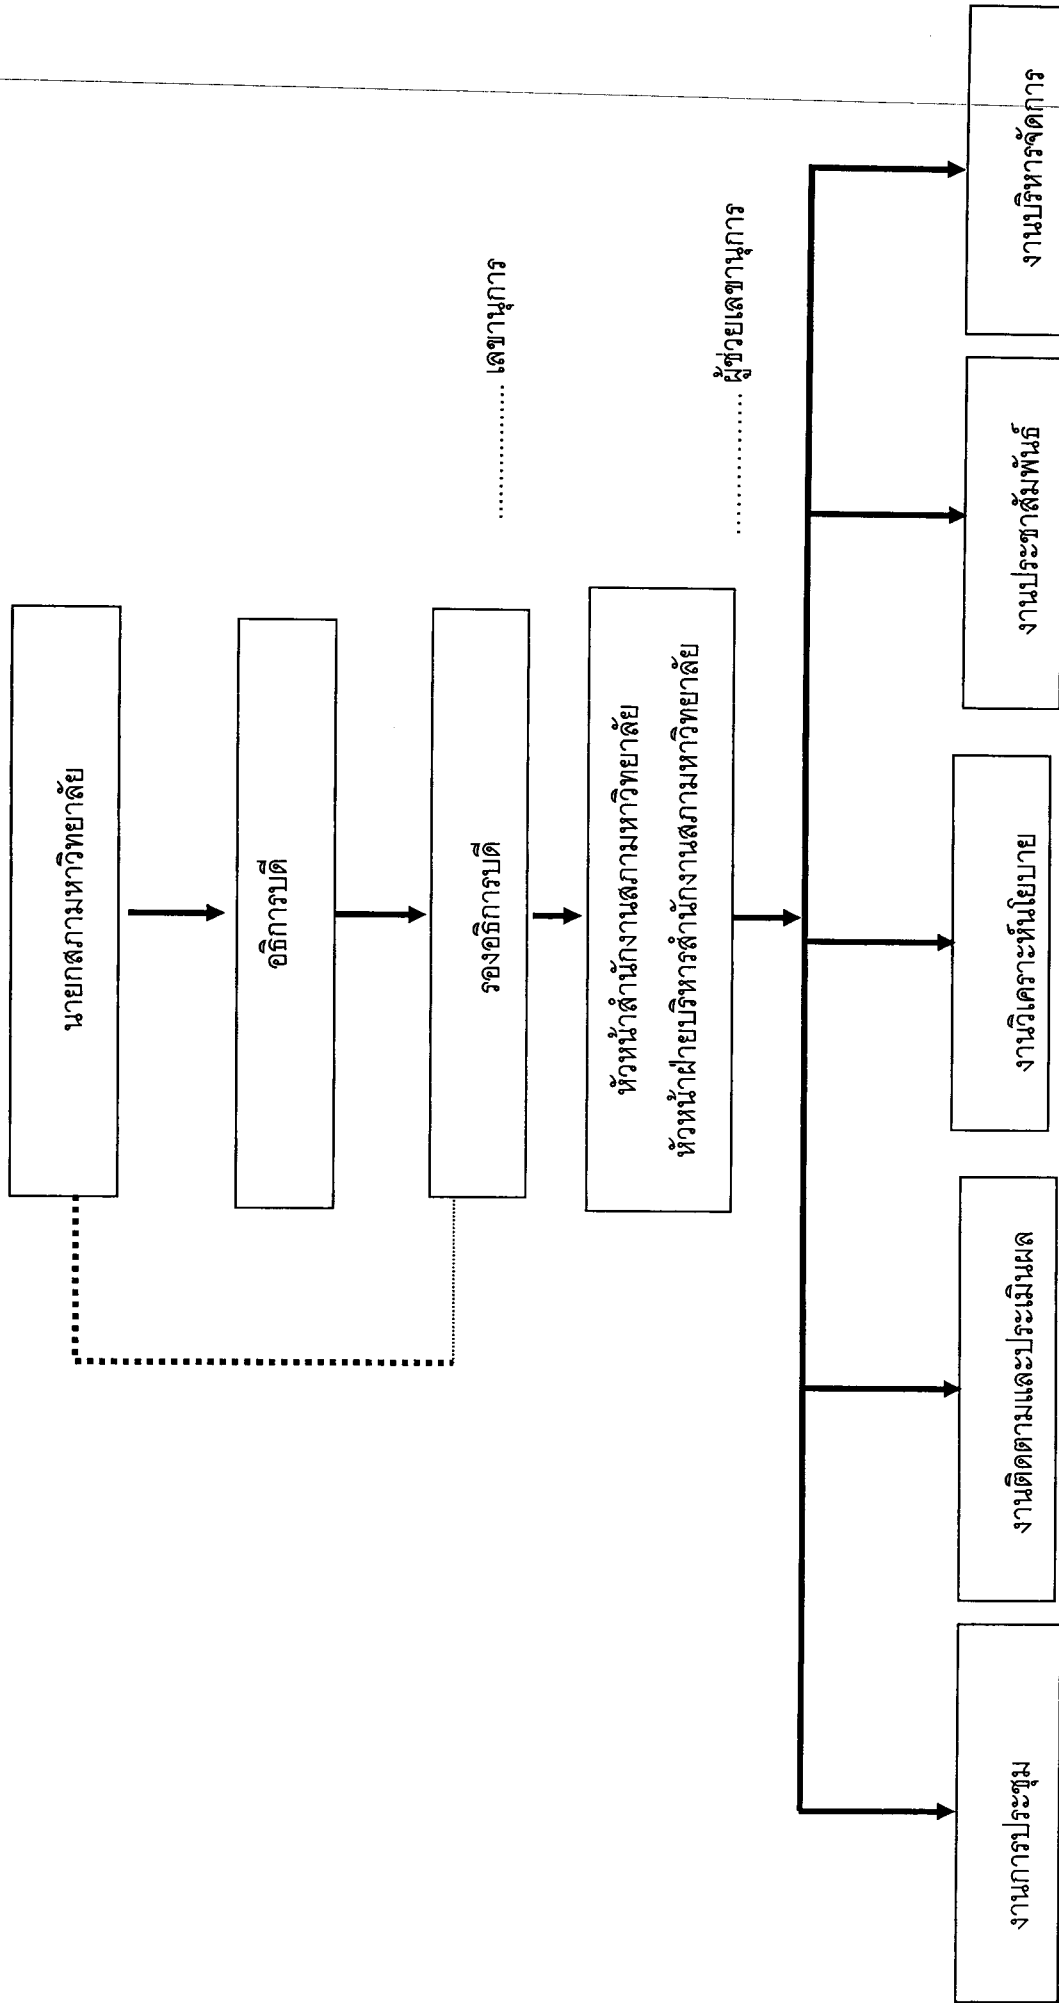 นายกสภามหาวิทยาลัย
อธิการบดี
รองอธิการบดี
............... เลขานุการ
หัวหน้าสำนักงานสภามหาวิทยาลัย
หัวหน้าฝ่ายบริหารสำนักงานสภามหาวิทยาลัย
............... ผู้ช่วยเลขานุการ
งานการประชุม
งานติดตามและประเมินผล
งานวิเคราะห์นโยบาย
งานประชาสัมพันธ์
งานบริหารจัดการ